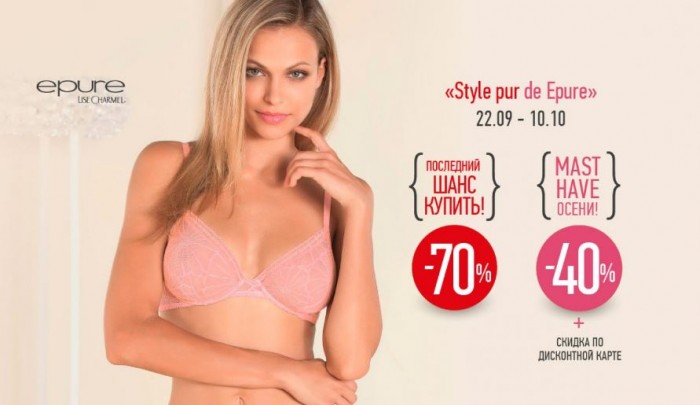 epure
LISE CHARMEL
«Style pur de Epure»
22.09 - 10.10
ПОСЛЕДНИЙ
ШАНС
КУПИТЬ!
-70%
MAST
HAVE
ОСЕНИ!
-40%
+
СКИДКА ПО
ДИСКОНТНОЙ КАРТЕ